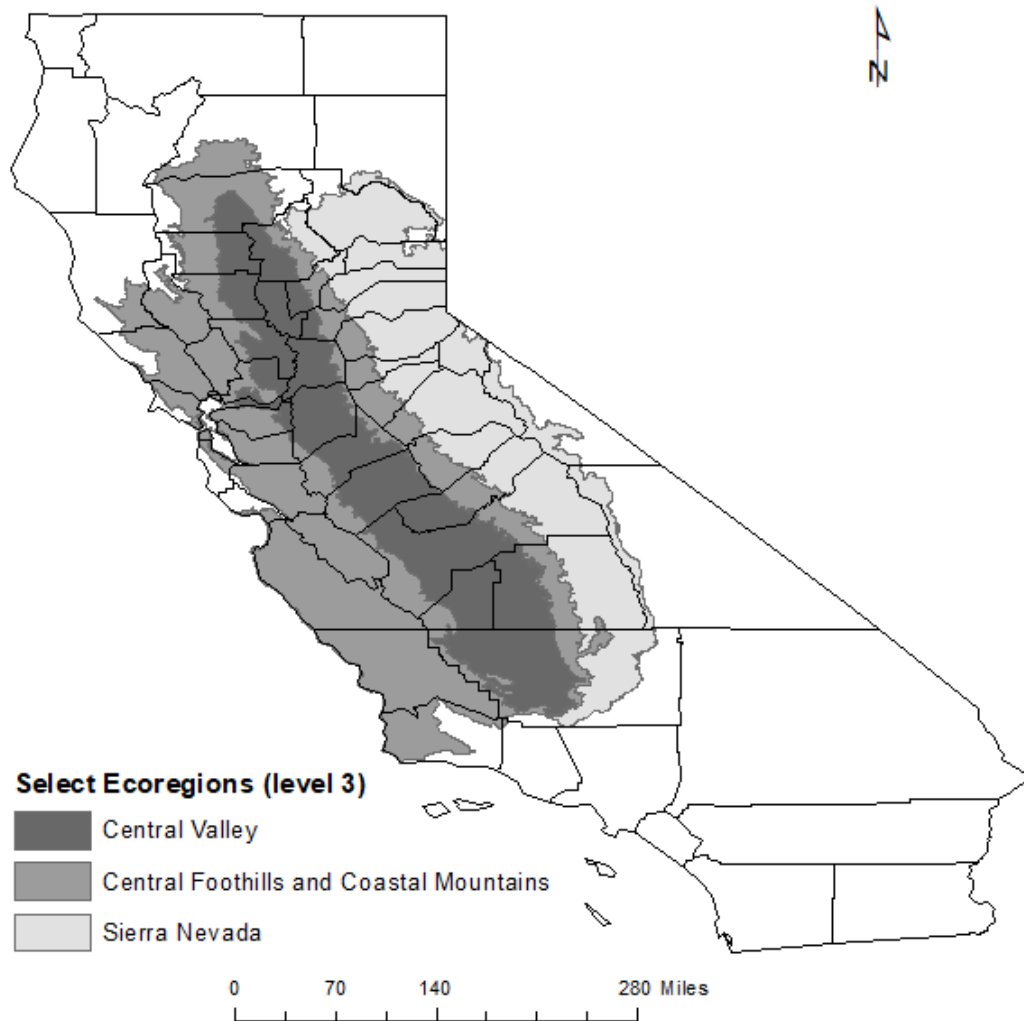 N
Select Ecoregions (level 3)
Central Valley
Central Foothills and Coastal Mountains
Sierra Nevada
0 70 140 280 Miles